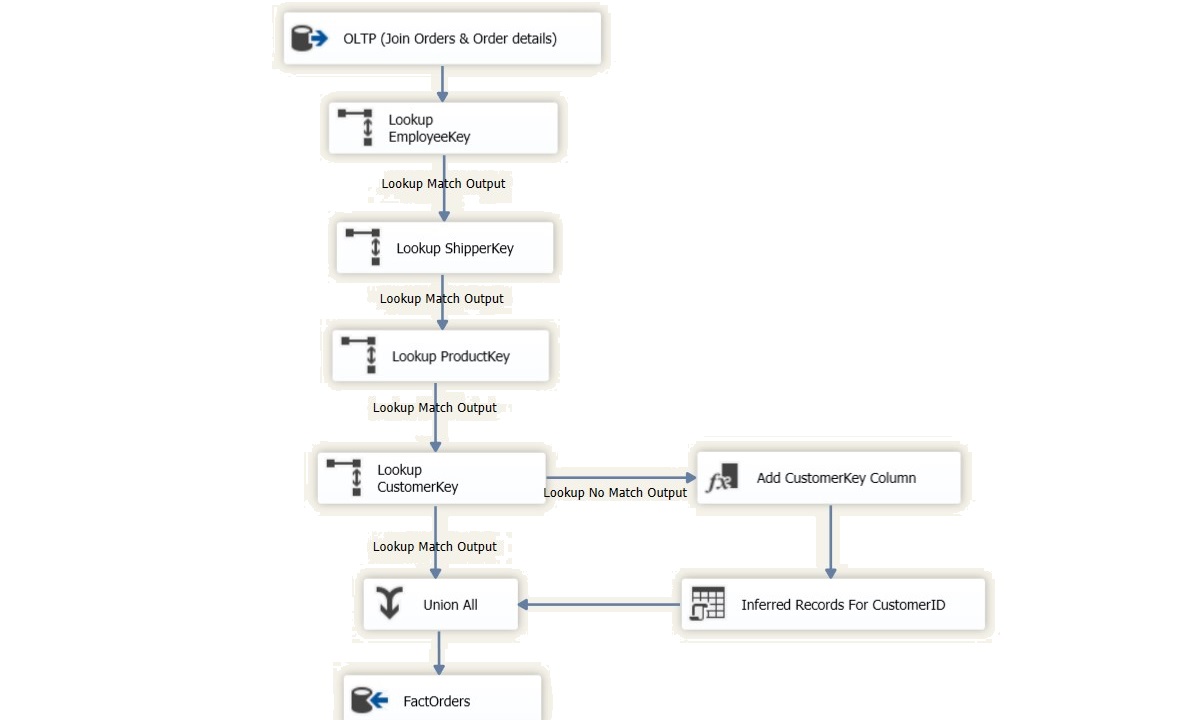 OLTP (Join Orders & Order details)
Lookup
EmployeeKey
Lookup Match Output
Lookup ShipperKey
Lookup Match Output
Lookup ProductKey
Lookup Match Output
Lookup
CustomerKey
Lookup No Match Output
fx
Add CustomerKey Column
Lookup Match Output
Union All
Inferred Records For CustomerID
FactOrders